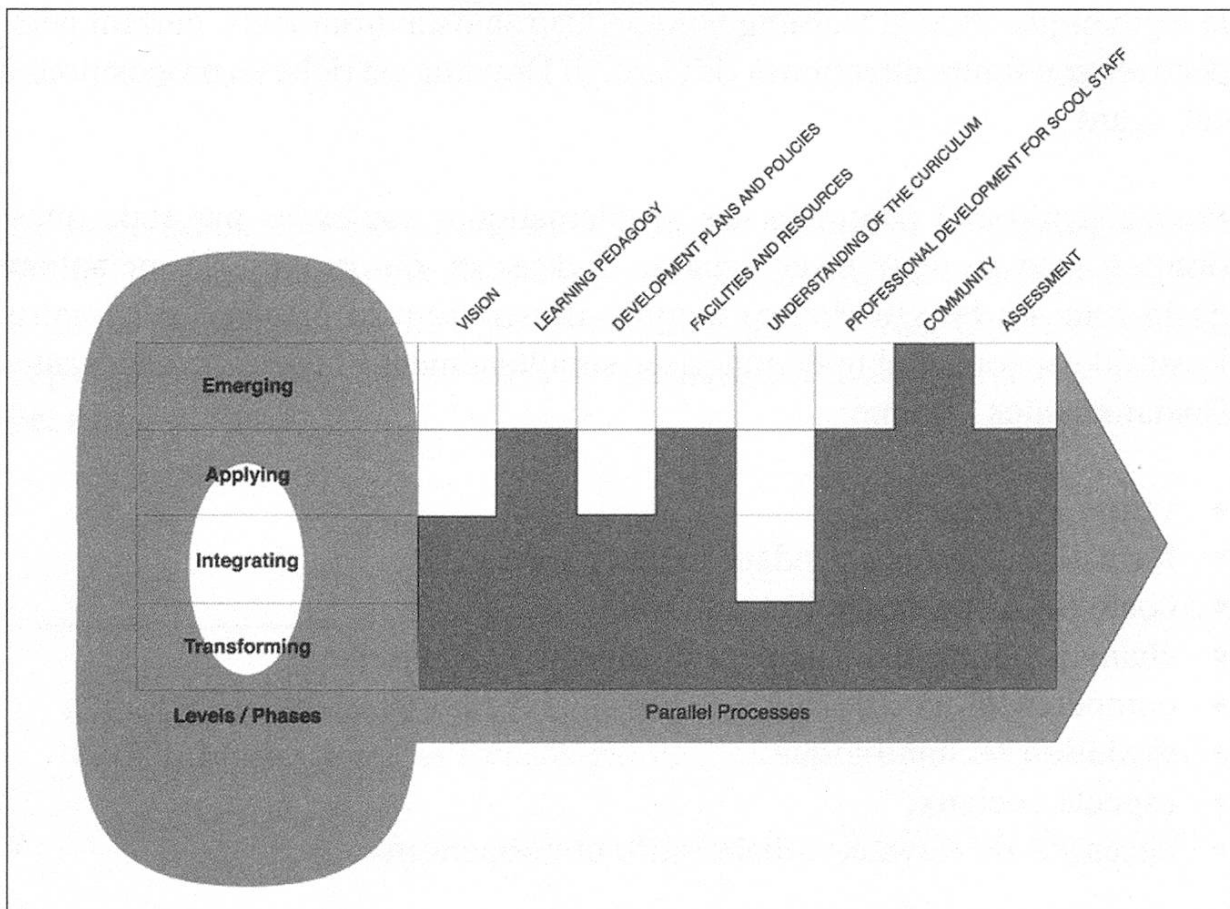 VISION
LEARNING PEDAGOGY
DEVELOPMENT PLANS AND POLICIES
FACILITIES AND RESOURCES
UNDERSTANDING OF THE CURICULUM
PROFESSIONAL DEVELOPMENT FOR SCOOL STAFF
COMMUNITY
ASSESSMENT
Emerging
Applying
Integrating
Transforming
Levels / Phases
Parallel Processes